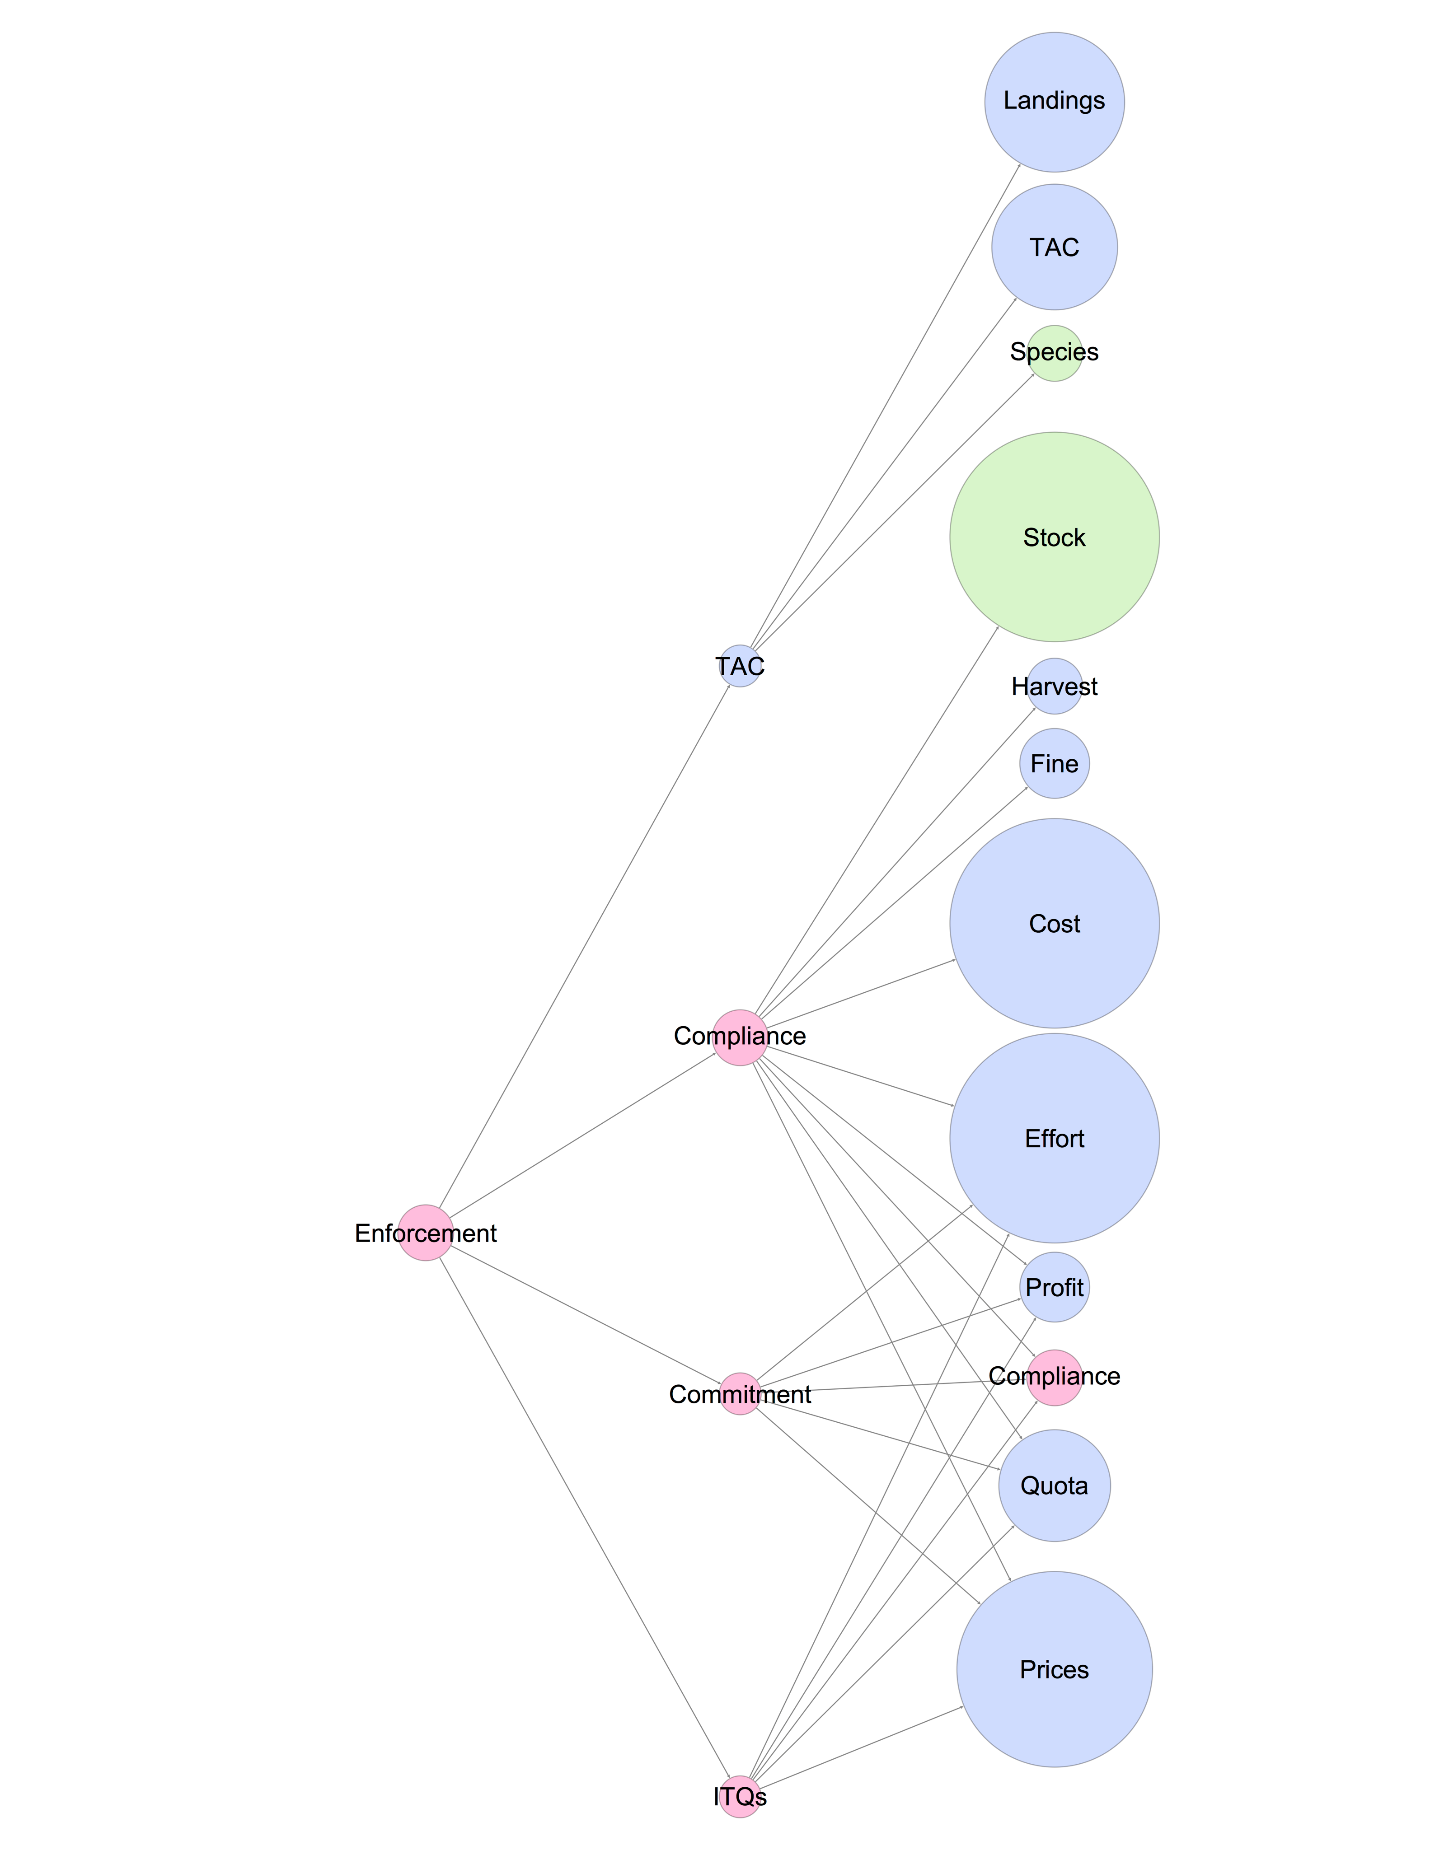 Landings
TAC
Species
Stock
TAC
Harvest
Fine
Cost
Compliance
Effort
Enforcement
Profit
Compliance
Commitment
Quota
Prices
ITQs